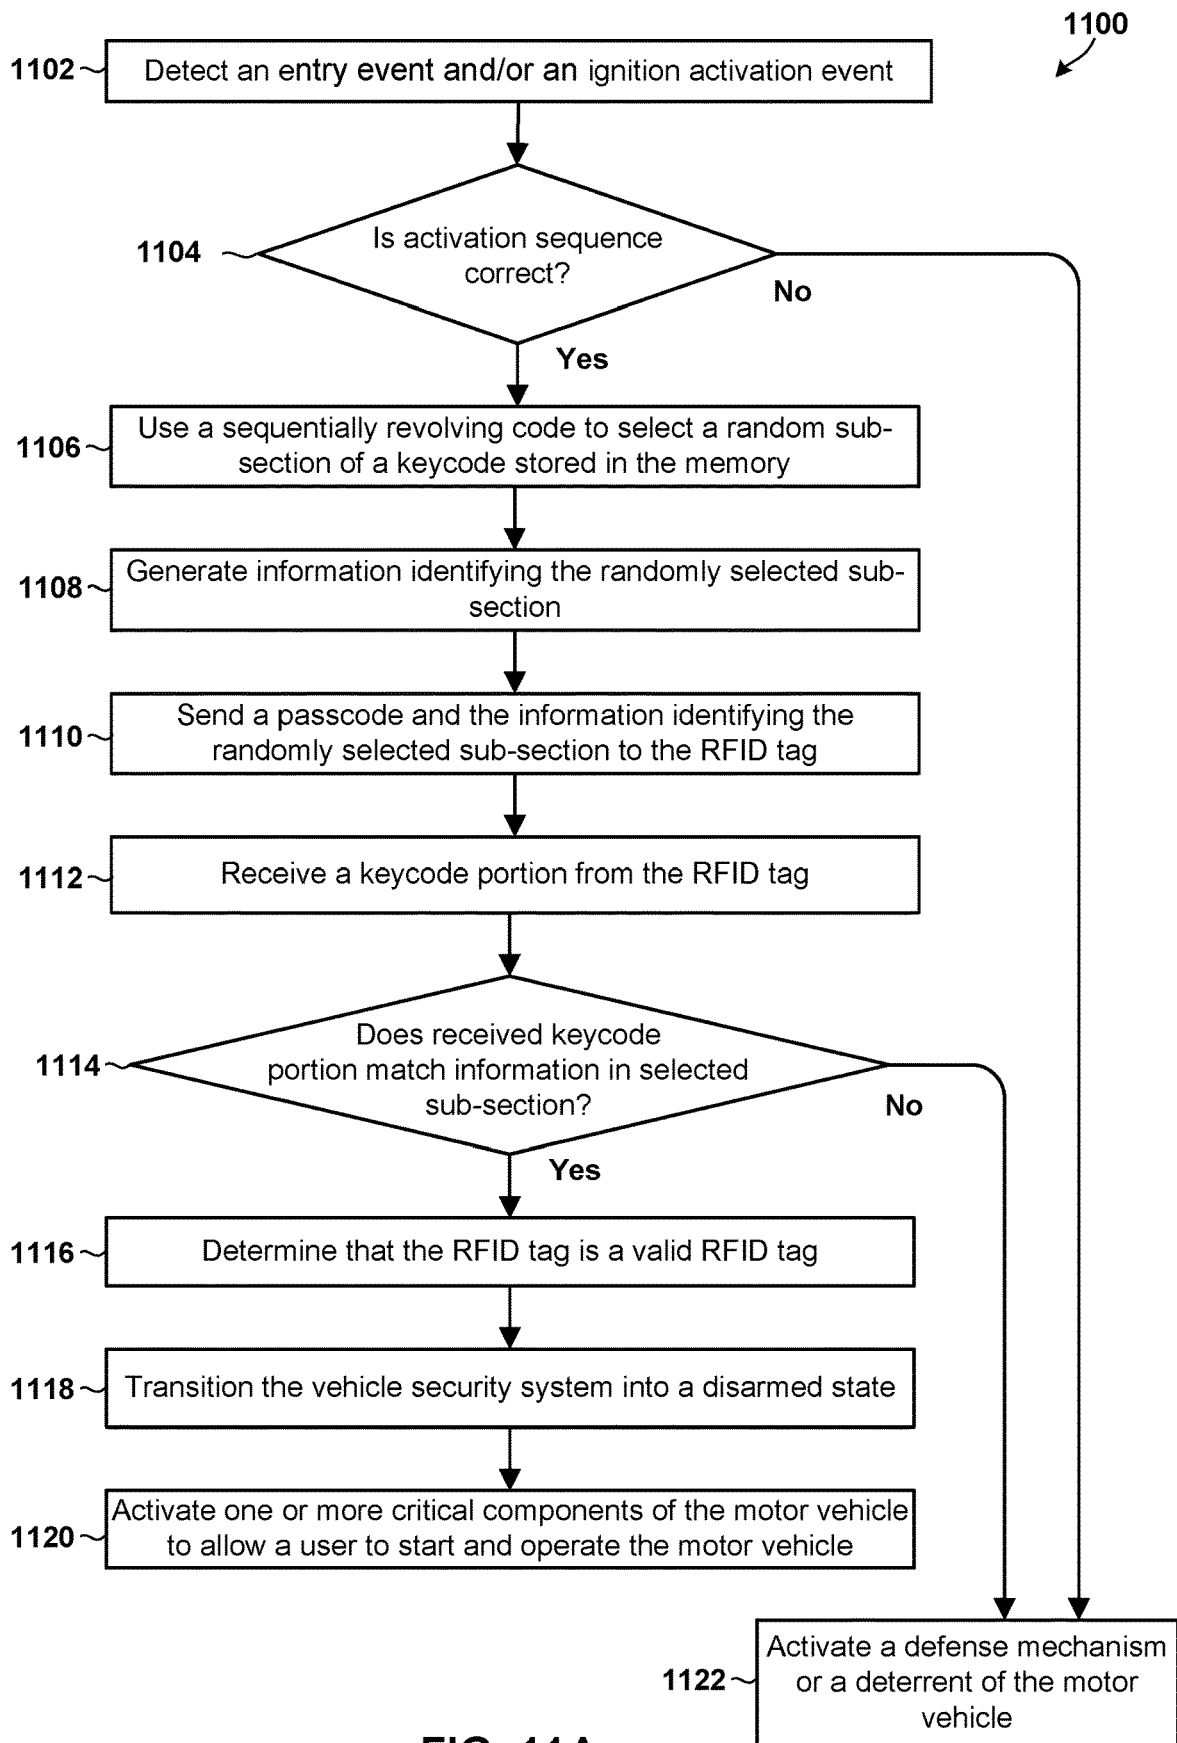 1100
1102
Detect an entry event and/or an ignition activation event
1104
Is activation sequence
correct?
No
Yes
1106
Use a sequentially revolving code to select a random sub-
section of a keycode stored in the memory
1108
Generate information identifying the randomly selected sub-
section
1110
Send a passcode and the information identifying the
randomly selected sub-section to the RFID tag
1112
Receive a keycode portion from the RFID tag
1114
Does received keycode
portion match information in selected
sub-section?
No
Yes
1116
Determine that the RFID tag is a valid RFID tag
1118
Transition the vehicle security system into a disarmed state
1120
Activate one or more critical components of the motor vehicle
to allow a user to start and operate the motor vehicle
1122
Activate a defense mechanism
or a deterrent of the motor
vehicle
FIG. 11A